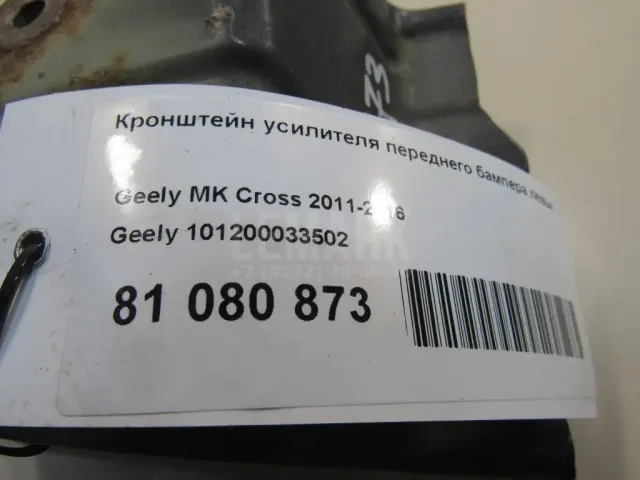 Кронштейн усилителя переднего бампера левый
Geely MK Cross 2011-2016
Geely 101200033502
81 080 873